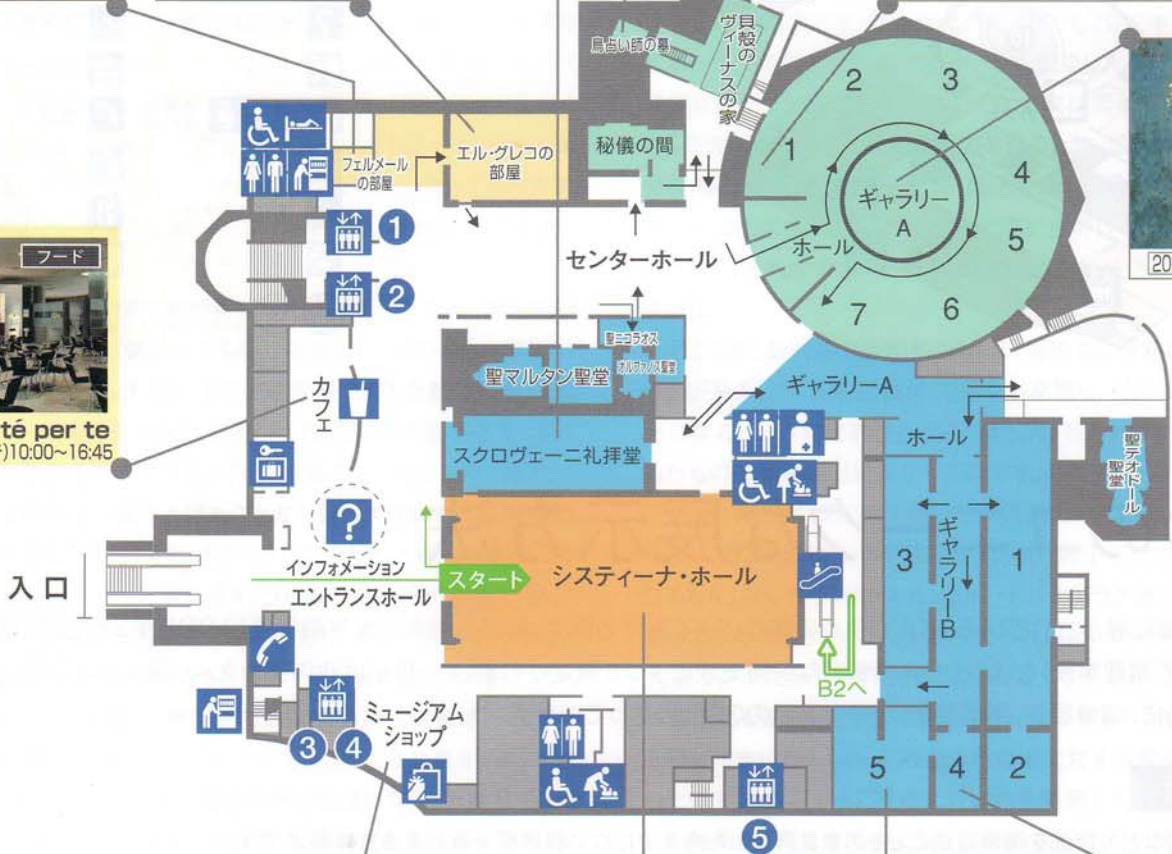 鳥占い師の墓
貝殻の
ヴィーナスの家
2
3
秘儀の間
1
4
ギャラリー
A
5
ホール
7
6
フェルメール
の部屋
エル・グレコの
部屋
1
2
センターホール
フード
té per te
10:00~16:45
20
カフェ
聖ニコラオス
オルファノス聖堂
聖マルタン聖堂
ギャラリーA
スクロヴェーニ礼拝堂
ホール
聖テオドール
聖堂
?
インフォメーション
エントランスホール
入口
スタート
システィーナ・ホール
3
ギャラリーB
1
B2へ
ミュージアム
ショップ
3
4
5
5
4
2